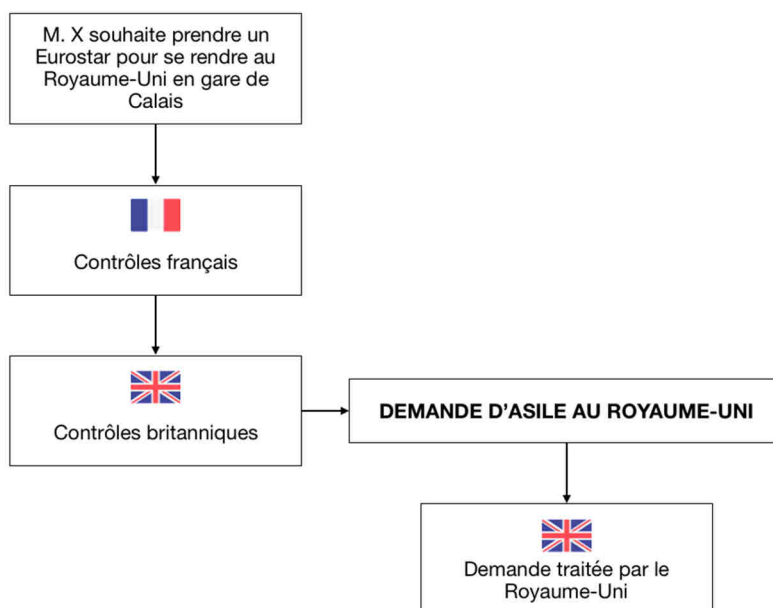 M. X souhaite prendre un
Eurostar pour se rendre au
Royaume-Uni en gare de
Calais
Contrôles français
Contrôles britanniques
DEMANDE D’ASILE AU ROYAUME-UNI
Demande traitée par le
Royaume-Uni